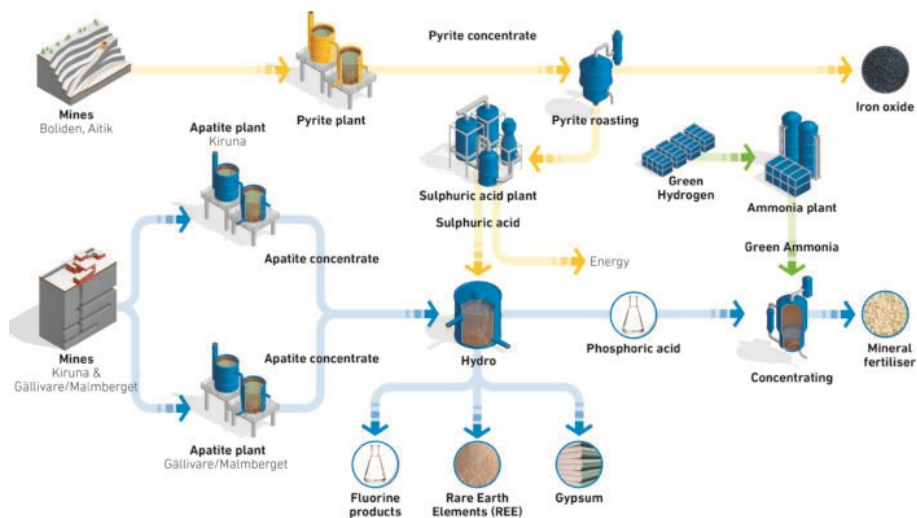 Pyrite concentrate
Mines
Boliden, Aitik
Pyrite plant
Pyrite roasting
Iron oxide
Apatite plant
Kiruna
Sulphuric acid plant
Green
Hydrogen
Ammonia plant
Sulphuric acid
Green Ammonia
Apatite concentrate
Energy
Mines
Kiruna &
Gällivare/Malmberget
Apatite concentrate
Hydro
Phosphoric acid
Concentrating
Mineral
fertiliser
Apatite plant
Gällivare/Malmberget
Fluorine
products
Rare Earth
Elements (REE)
Gypsum